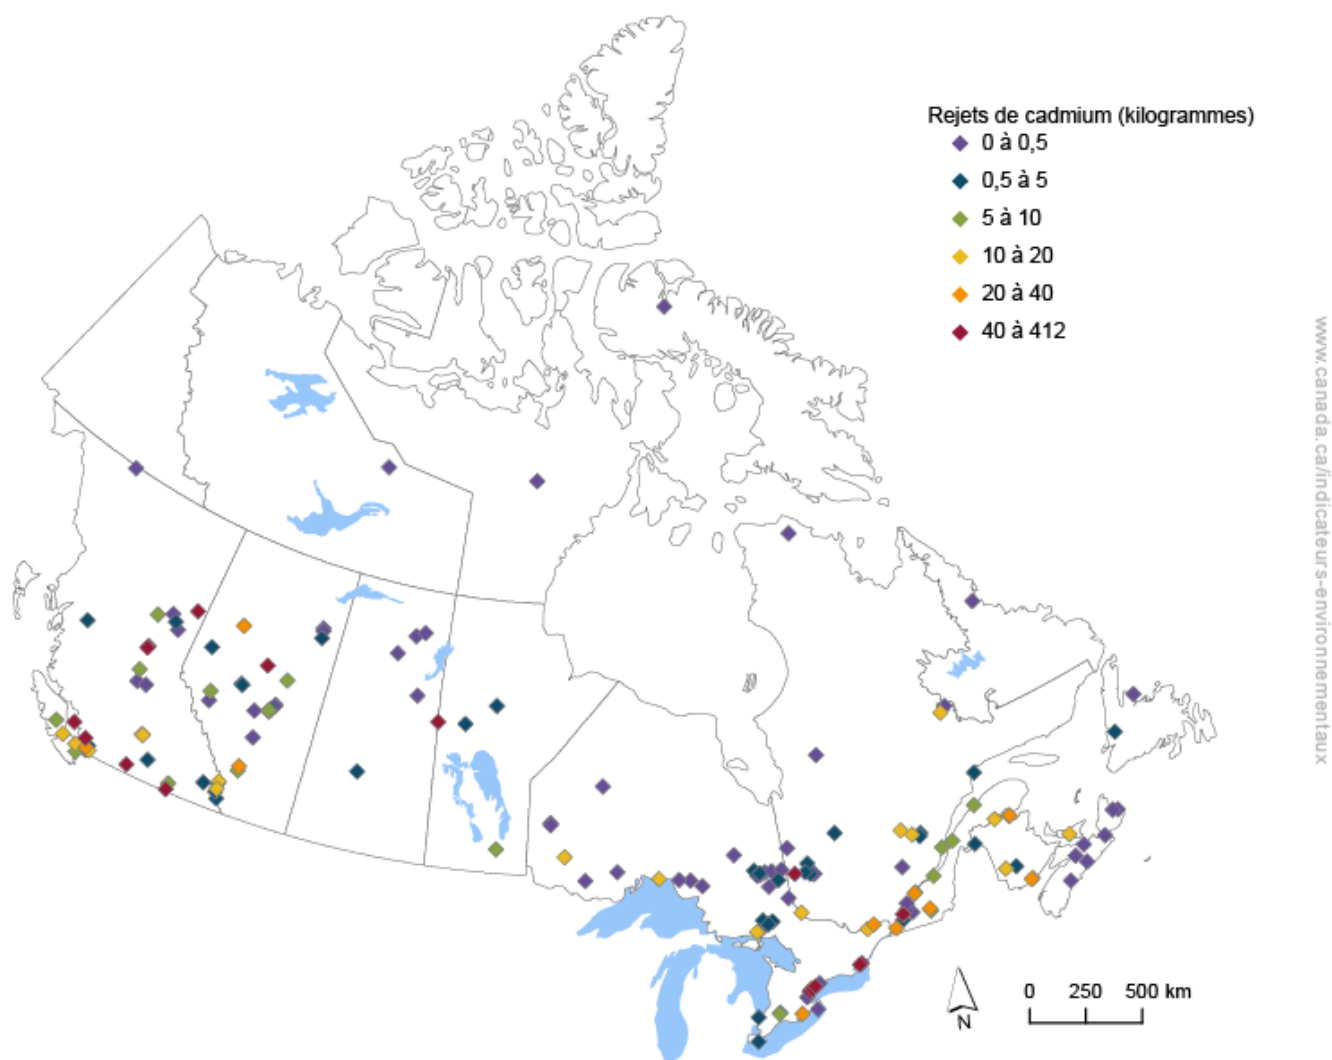 Rejets de cadmium (kilogrammes)
0 à 0,5
0,5 à 5
5 à 10
10 à 20
20 à 40
40 à 412
www.canada.ca/indicateurs-environnementaux
0 250 500 km
N